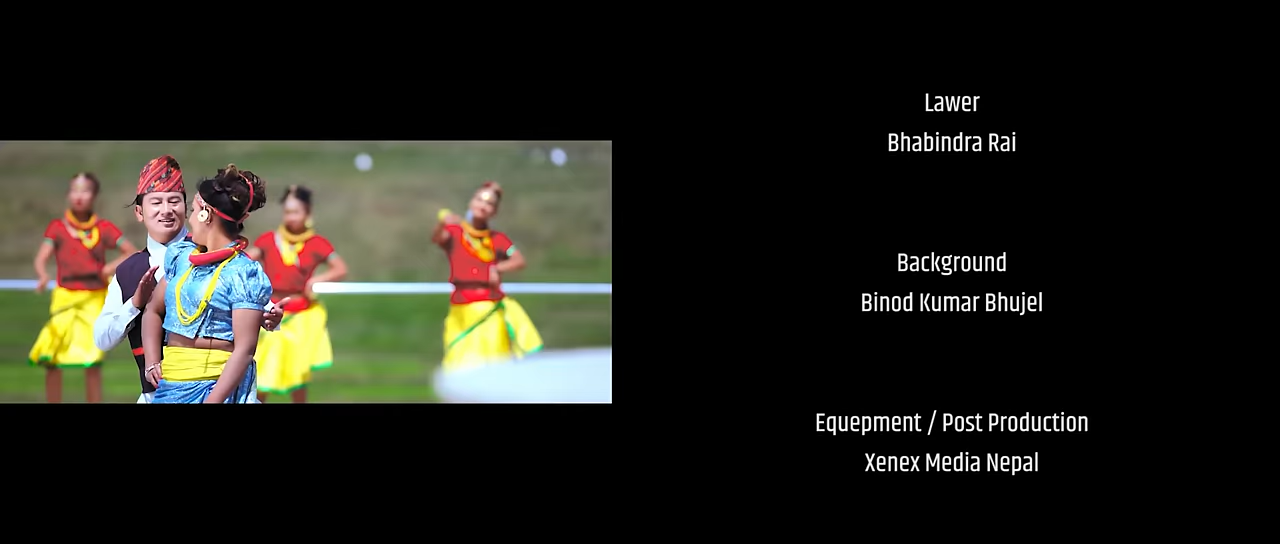 Lawer
Bhabindra Rai
Background
Binod Kumar Bhujel
Equepment / Post Production
Xenex Media Nepal